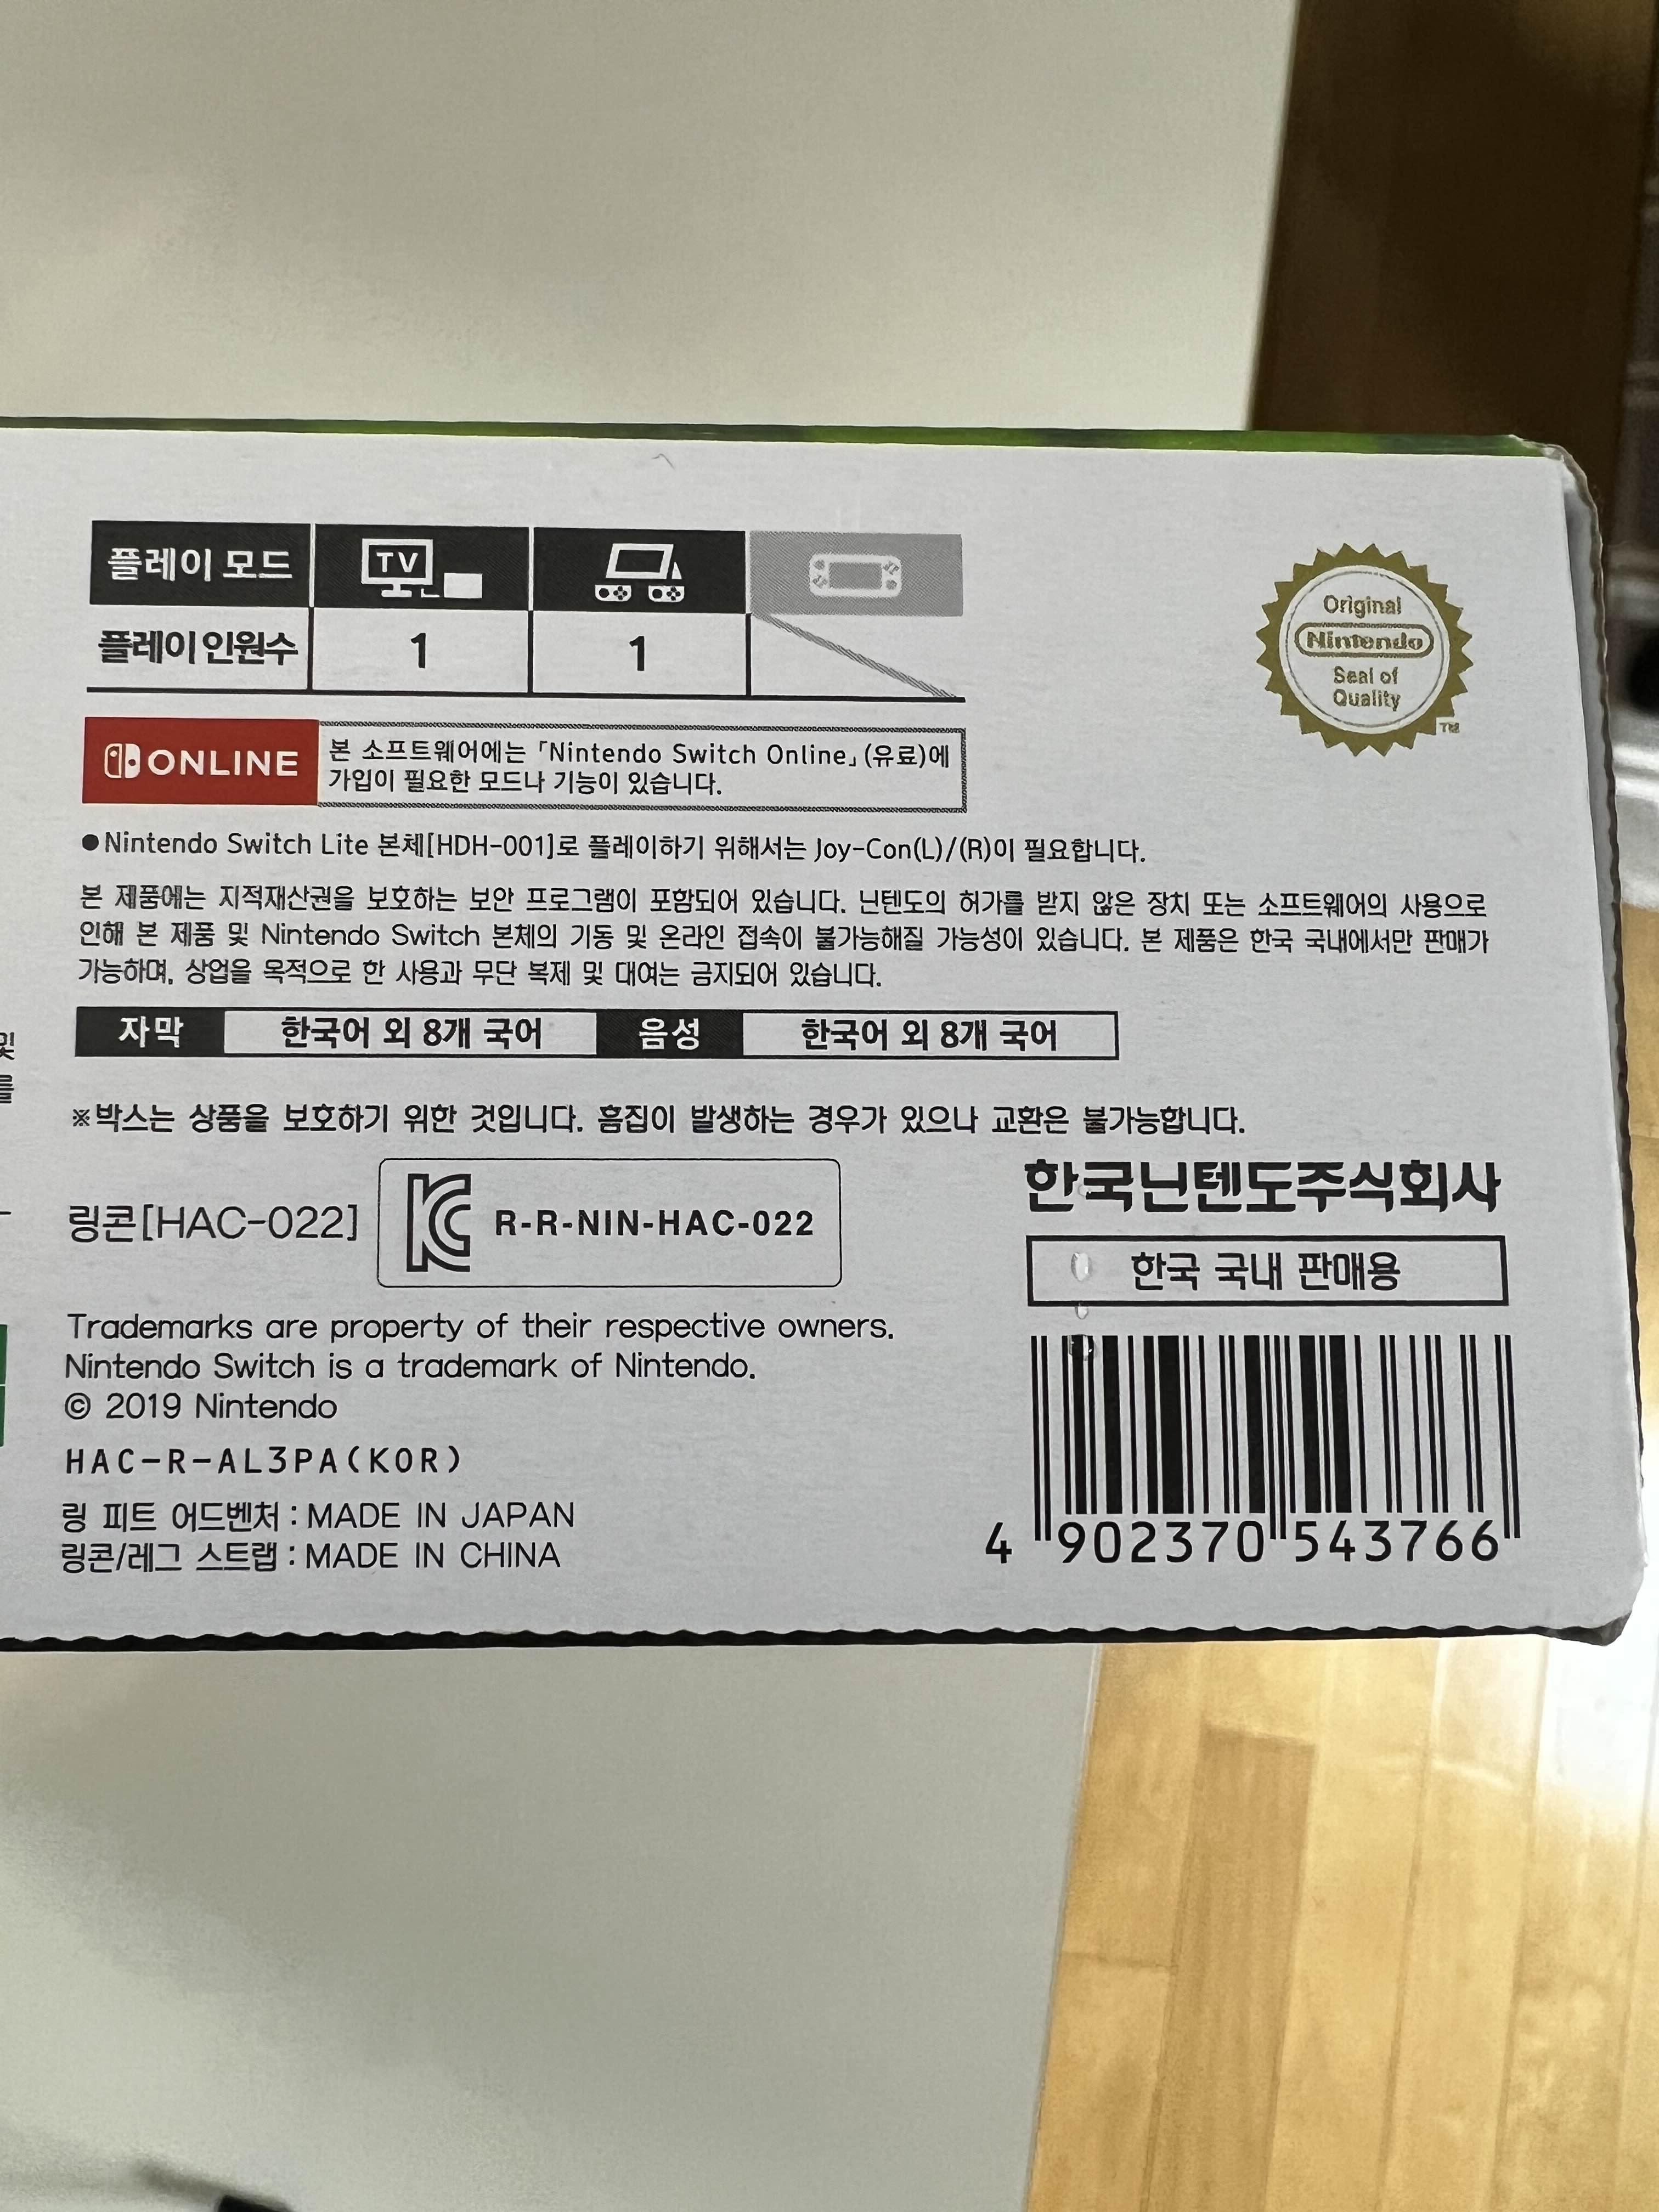 플레이 모드 TV
플레이 인원수 1 1
Original
Nintendo
Seal of
Quality
TM
ONLINE
본 소프트웨어에는 「Nintendo Switch Online」(유료)에
가입이 필요한 모드나 기능이 있습니다.
●Nintendo Switch Lite 본체[HDH-001]로 플레이하기 위해서는 Joy-Con(L)/(R)이 필요합니다.
본 제품에는 지적재산권을 보호하는 보안 프로그램이 포함되어 있습니다. 닌텐도의 허가를 받지 않은 장치 또는 소프트웨어의 사용으로
인해 본 제품 및 Nintendo Switch 본체의 기동 및 온라인 접속이 불가능해질 가능성이 있습니다. 본 제품은 한국 국내에서만 판매가
가능하며, 상업을 목적으로 한 사용과 무단 복제 및 대여는 금지되어 있습니다.
및
를
자막 한국어 외 8개 국어 음성 한국어 외 8개 국어
※박스는 상품을 보호하기 위한 것입니다. 흠집이 발생하는 경우가 있으나 교환은 불가능합니다.
링콘[HAC-022] R-R-NIN-HAC-022
한국닌텐도주식회사
한국 국내 판매용
Trademarks are property of their respective owners.
Nintendo Switch is a trademark of Nintendo.
© 2019 Nintendo
HAC-R-AL3PA(KOR)
링 피트 어드벤처 : MADE IN JAPAN
링콘/레그 스트랩 : MADE IN CHINA
4 902370 543766